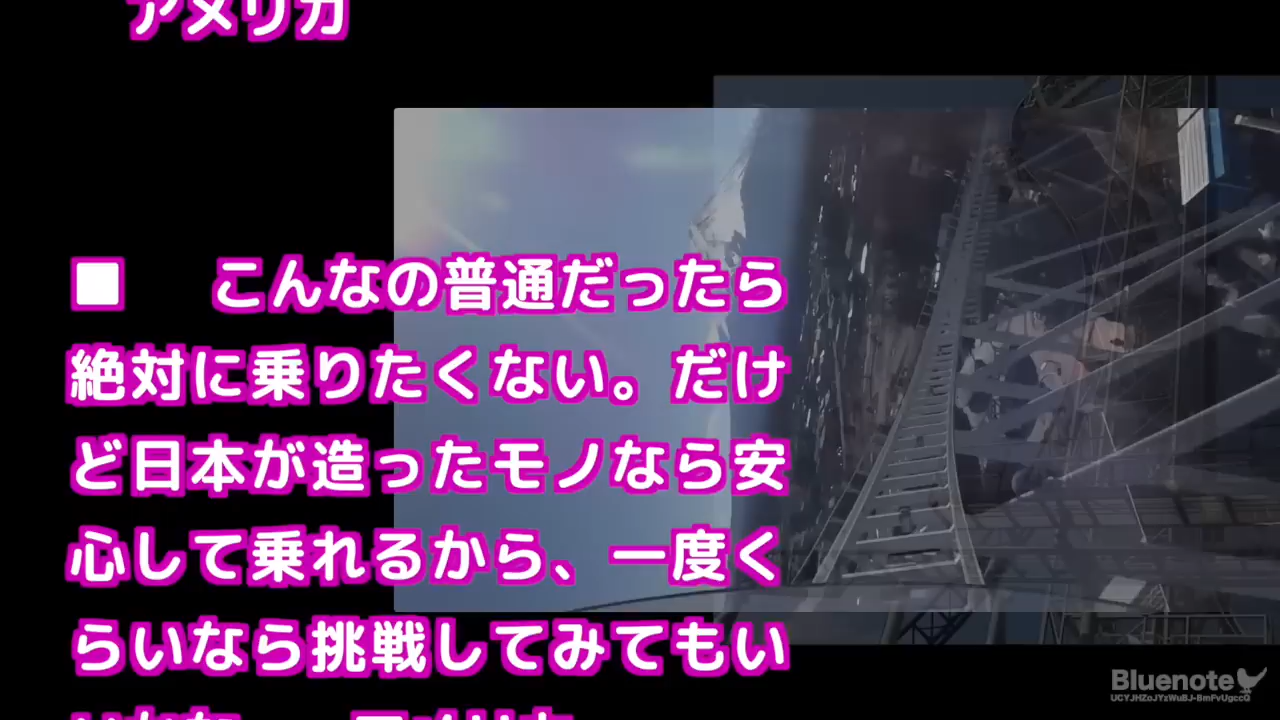 アメリカ
■　こんなの普通だったら
絶対に乗りたくない。だけ
ど日本が造ったモノなら安
心して乗れるから、一度く
らいなら挑戦してみてもい
Bluenote
UCYJHZoJYzWuBJ-BmFvUgccQ